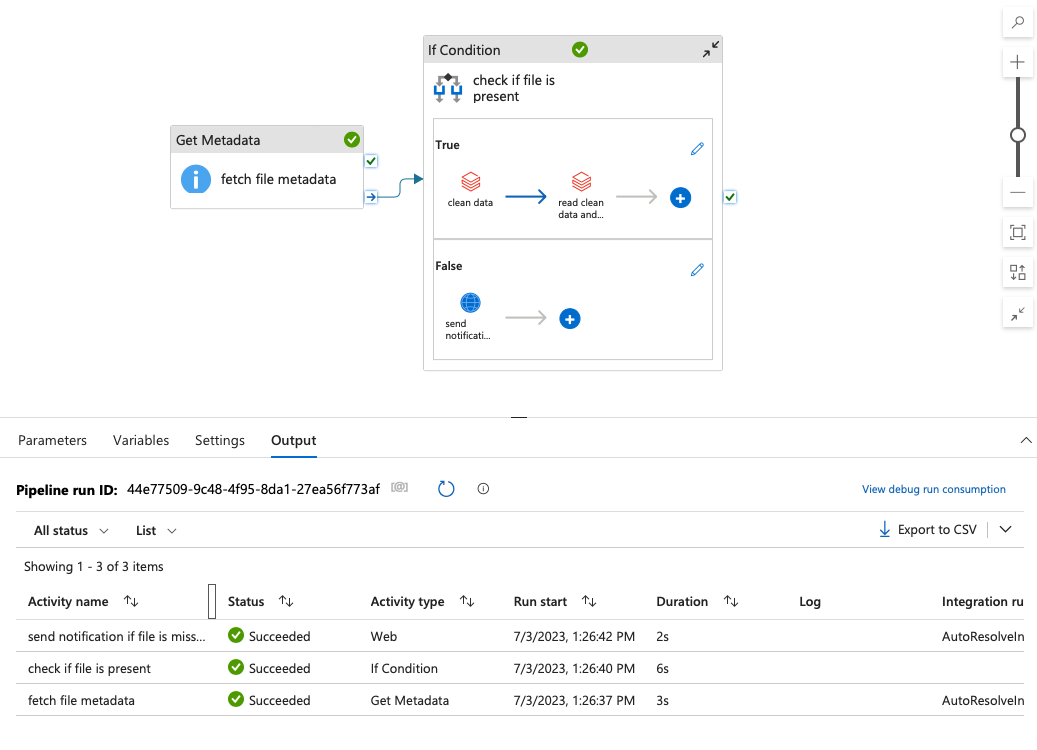 If Condition
check if file is
present
Get Metadata
fetch file metadata
True
clean data
read clean
data and...
False
send
notificati...
Parameters Variables Settings Output
Pipeline run ID: 44e77509-9c48-4f95-8da1-27ea56f773af [@] View debug run consumption
All status List Export to CSV
Showing 1 - 3 of 3 items
Activity name Status Activity type Run start Duration Log Integration ru
send notification if file is miss... Succeeded Web 7/3/2023, 1:26:42 PM 2s AutoResolveIn
check if file is present Succeeded If Condition 7/3/2023, 1:26:40 PM 6s
fetch file metadata Succeeded Get Metadata 7/3/2023, 1:26:37 PM 3s AutoResolveIn